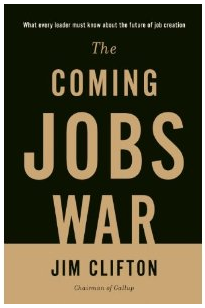 What every leader must know about the future of job creation
The
COMING
JOBS
WAR
JIM CLIFTON
Chairman of Gallup